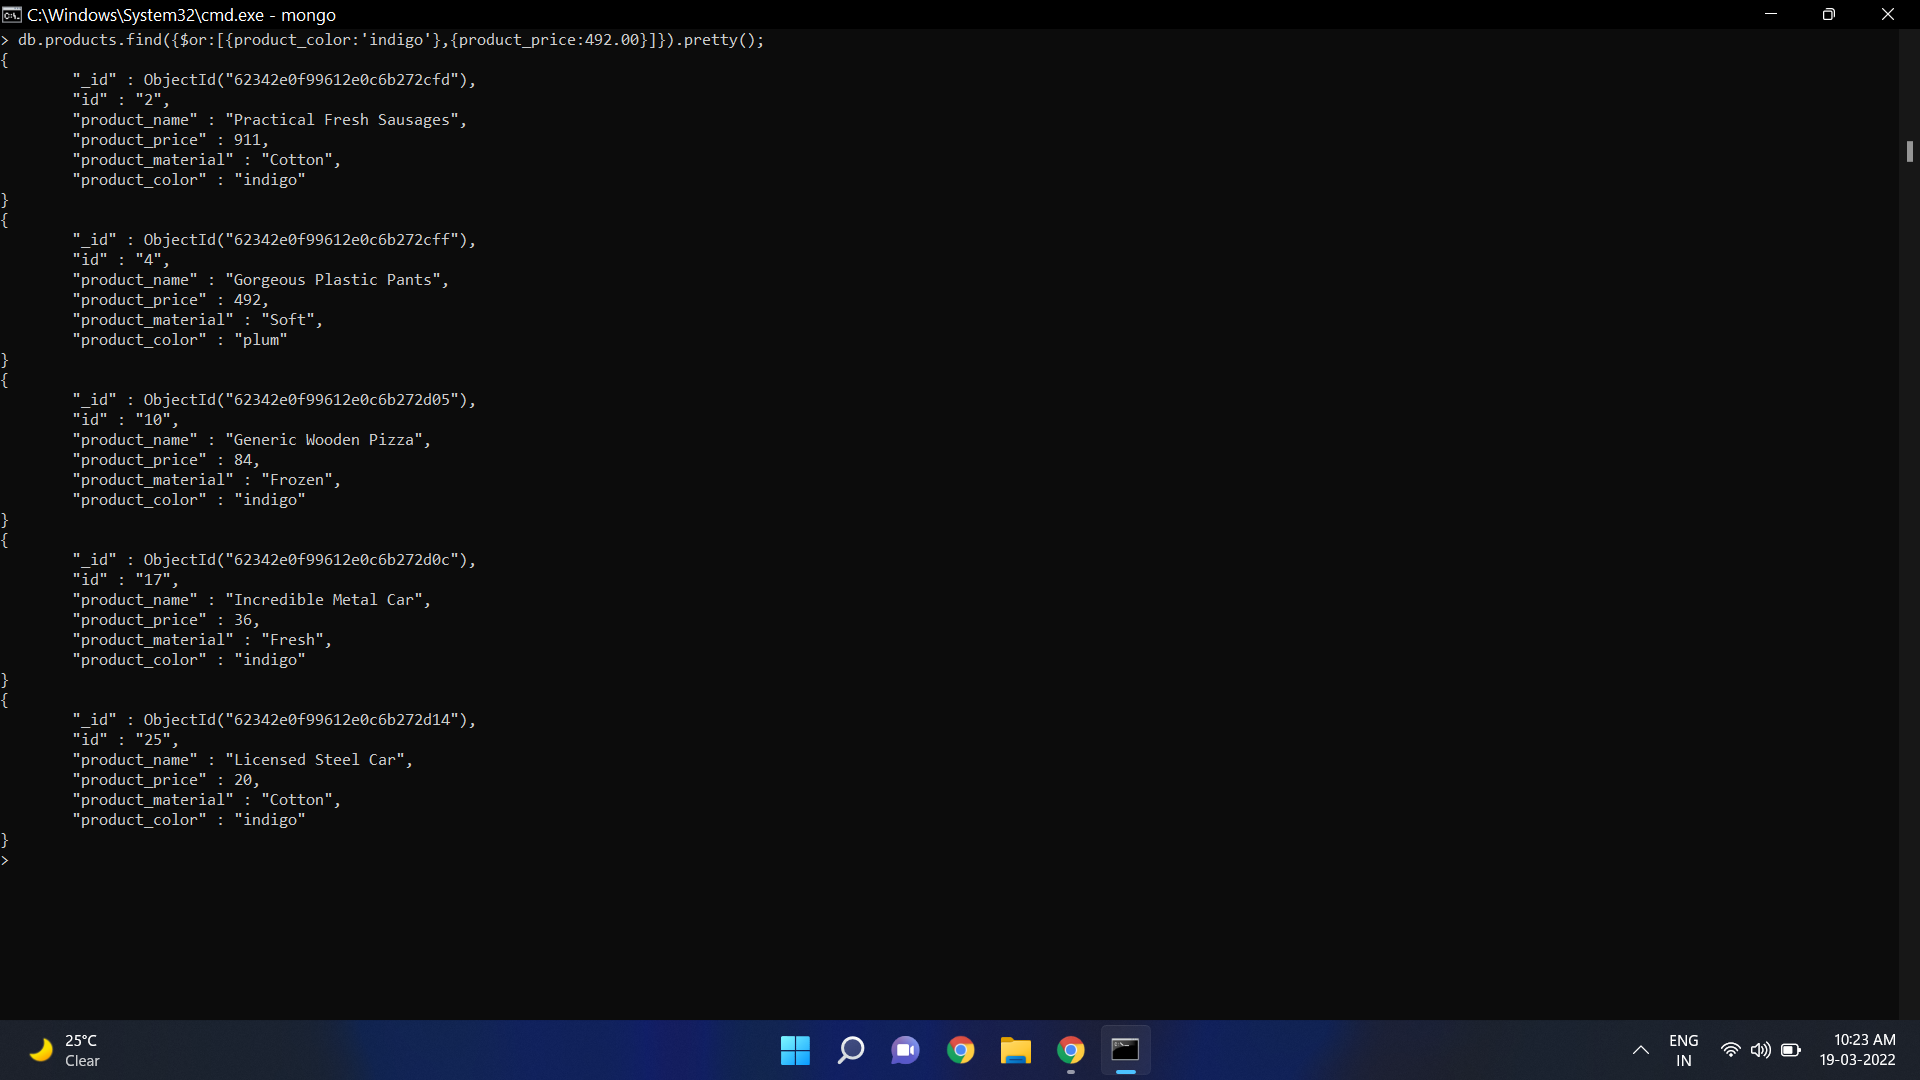 C:\Windows\System32\cmd.exe - mongo
> db.products.find({$or:[{product_color:'indigo'},{product_price:492.00}]}).pretty();
{
        "_id" : ObjectId("62342e0f99612e0c6b272cfd"),
        "id" : "2",
        "product_name" : "Practical Fresh Sausages",
        "product_price" : 911,
        "product_material" : "Cotton",
        "product_color" : "indigo"
}
{
        "_id" : ObjectId("62342e0f99612e0c6b272cff"),
        "id" : "4",
        "product_name" : "Gorgeous Plastic Pants",
        "product_price" : 492,
        "product_material" : "Soft",
        "product_color" : "plum"
}
{
        "_id" : ObjectId("62342e0f99612e0c6b272d05"),
        "id" : "10",
        "product_name" : "Generic Wooden Pizza",
        "product_price" : 84,
        "product_material" : "Frozen",
        "product_color" : "indigo"
}
{
        "_id" : ObjectId("62342e0f99612e0c6b272d0c"),
        "id" : "17",
        "product_name" : "Incredible Metal Car",
        "product_price" : 36,
        "product_material" : "Fresh",
        "product_color" : "indigo"
}
{
        "_id" : ObjectId("62342e0f99612e0c6b272d14"),
        "id" : "25",
        "product_name" : "Licensed Steel Car",
        "product_price" : 20,
        "product_material" : "Cotton",
        "product_color" : "indigo"
}
>
25°C
Clear
ENG
IN
10:23 AM
19-03-2022